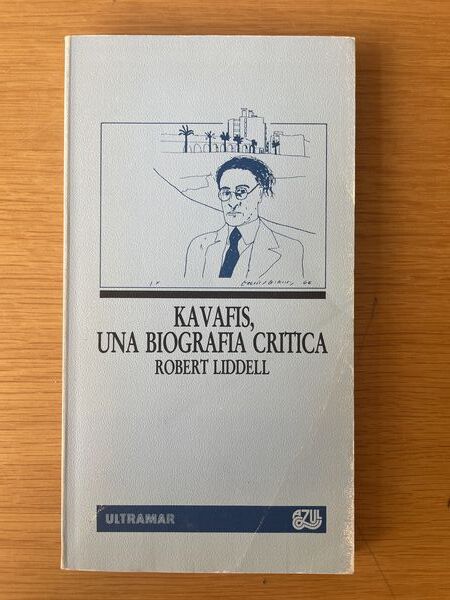 KAVAFIS,
UNA BIOGRAFIA CRITICA
ROBERT LIDDELL
ULTRAMAR
AZUL